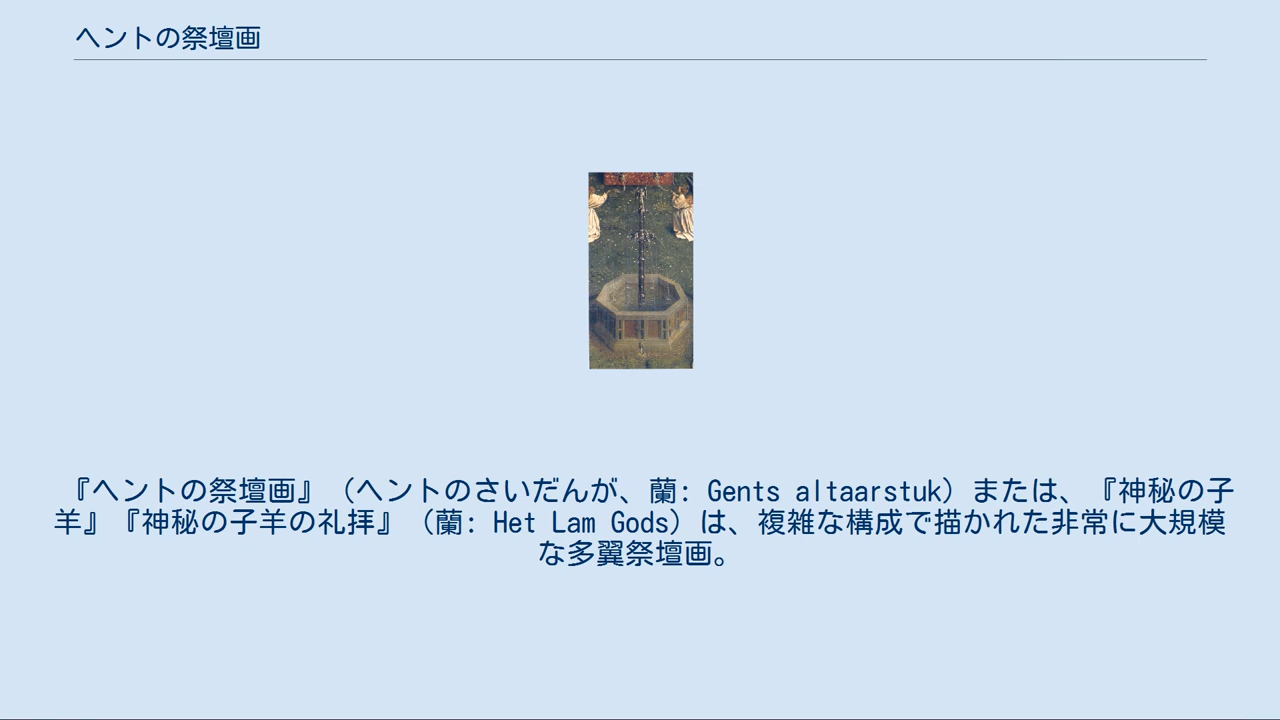 ヘントの祭壇画
『ヘントの祭壇画』（ヘントのさいだんが、蘭: Gents altaarstuk）または、『神秘の子
羊』『神秘の子羊の礼拝』（蘭: Het Lam Gods）は、複雑な構成で描かれた非常に大規模
な多翼祭壇画。